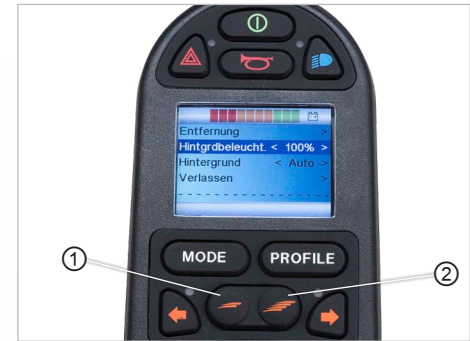 Entfernung >
Hintgrdbeleucht. < 100% >
Hintergrund < Auto >
Verlassen >
MODE PROFILE
1 2